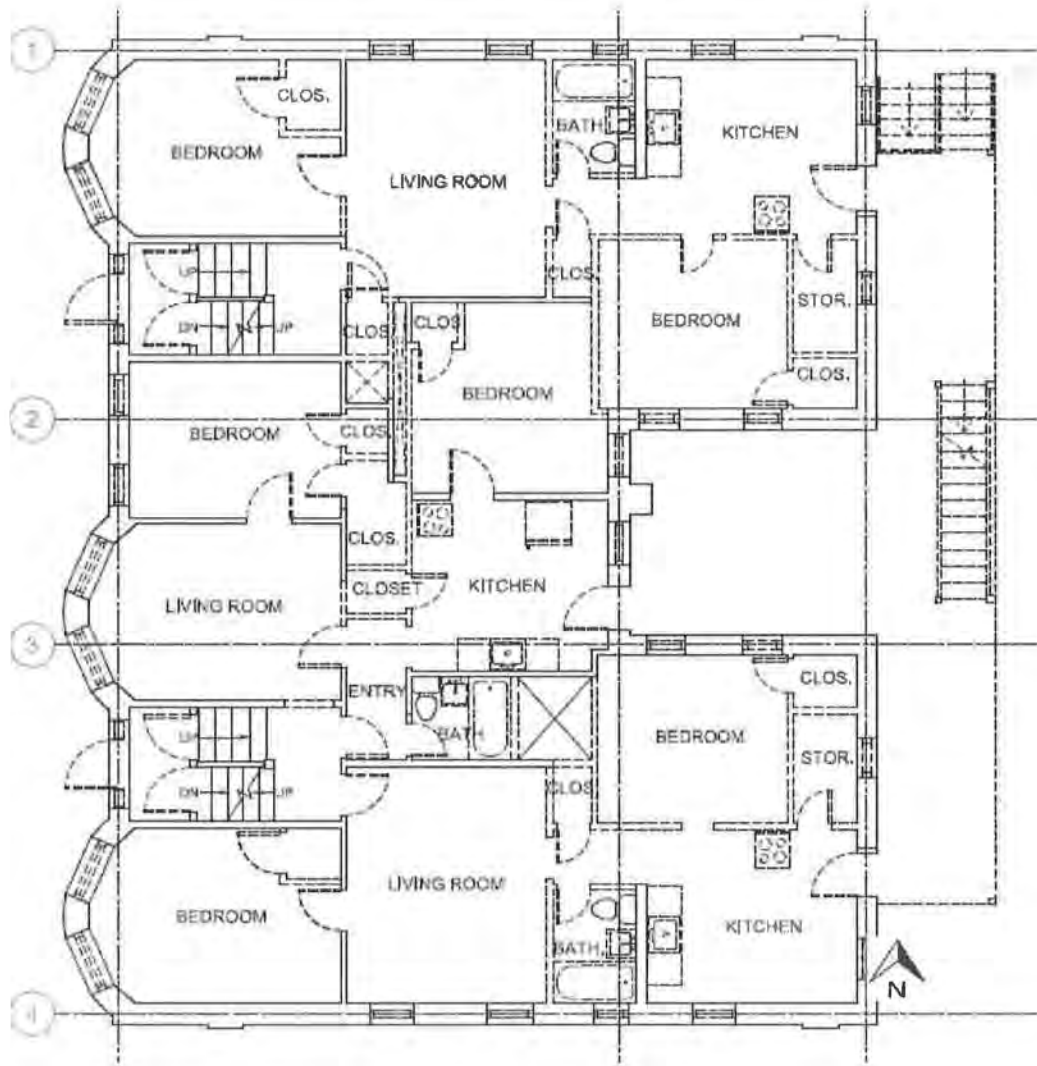 1
CLOS.
BATH
KITCHEN
BEDROOM
LIVING ROOM
UP
CLOS.
STOR.
DN
UP
CLOS
CLOS
BEDROOM
CLOS.
BEDROOM
2
BEDROOM
CLOS.
CLOS.
CLOSET
KITCHEN
LIVING ROOM
3
CLOS.
ENTRY
BATH
BEDROOM
UP
STOR.
DN
UP
CLOS
LIVING ROOM
BEDROOM
KITCHEN
BATH.
N
4